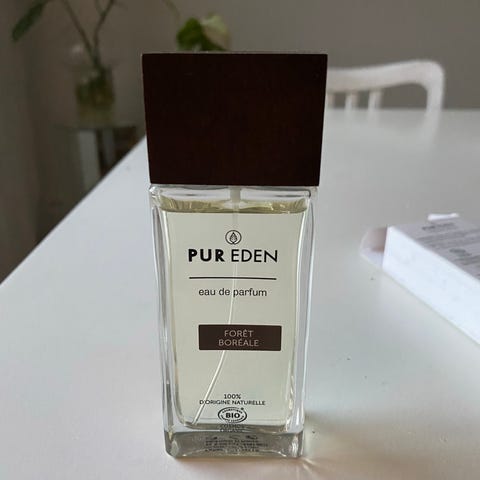 PUR EDEN
eau de parfum
FORÊT
BORÉALE
100%
D'ORIGINE NATURELLE
BIO